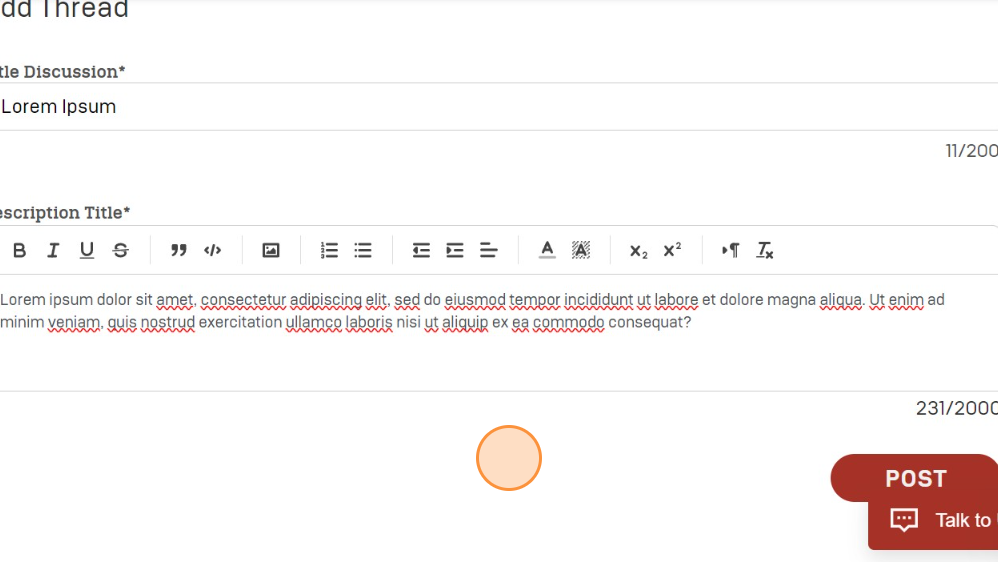 dd Thread
tle Discussion*
Lorem Ipsum
11/200
escription Title*
Lorem ipsum dolor sit amet, consectetur adipiscing elit, sed do eiusmod tempor incididunt ut labore et dolore magna aliqua. Ut enim ad
minim veniam, quis nostrud exercitation ullamco laboris nisi ut aliquip ex ea commodo consequat?
231/2000
POST
Talk to